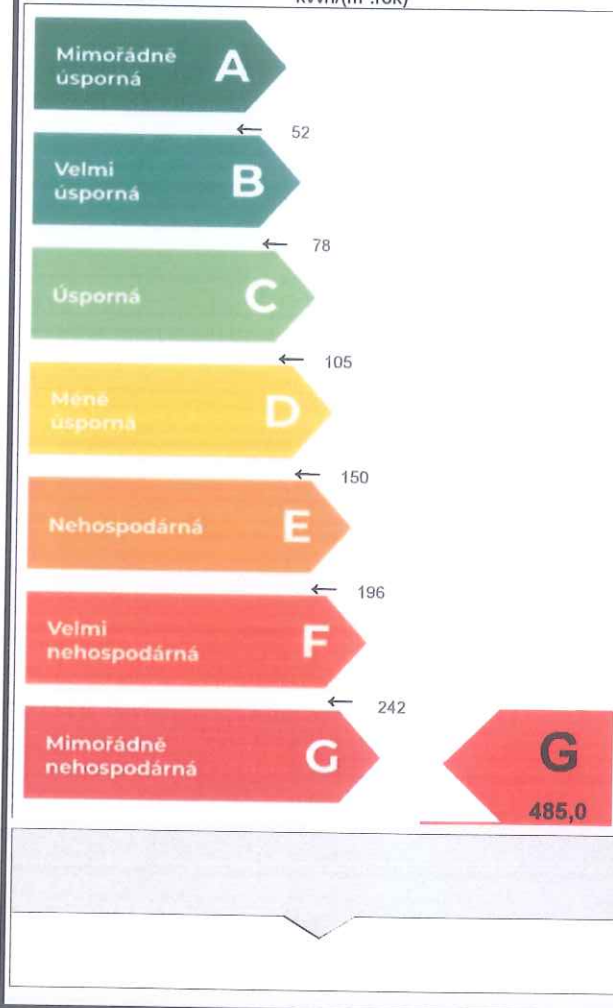 Mimořádně
úsporná
A
← 52
Velmi
úsporná
B
← 78
Úsporná
C
← 105
Méně
úsporná
D
← 150
Nehospodárná
E
← 196
Velmi
nehospodárná
F
← 242
Mimořádně
nehospodárná
G
G
485,0